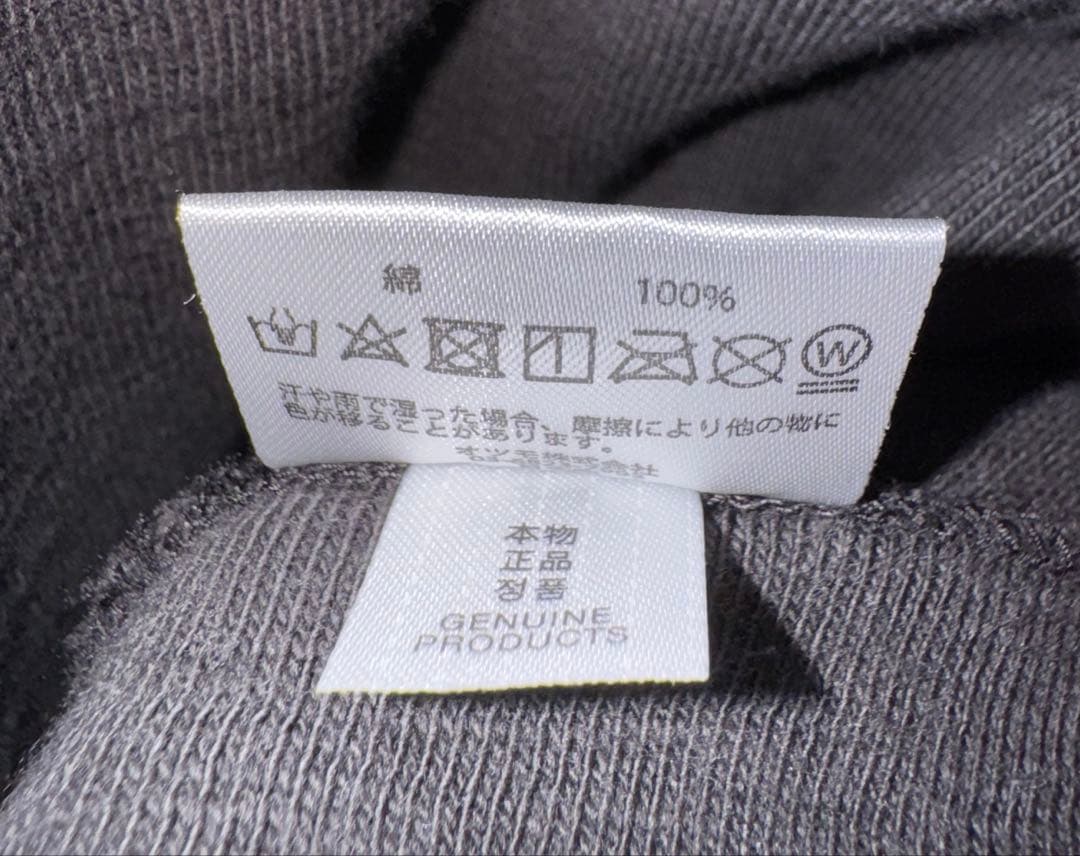 綿 100%
W
汗や雨で湿った場合、摩擦により他の物に
色が移ることがあります。
本物
正品
정품
GENUINE
PRODUCTS